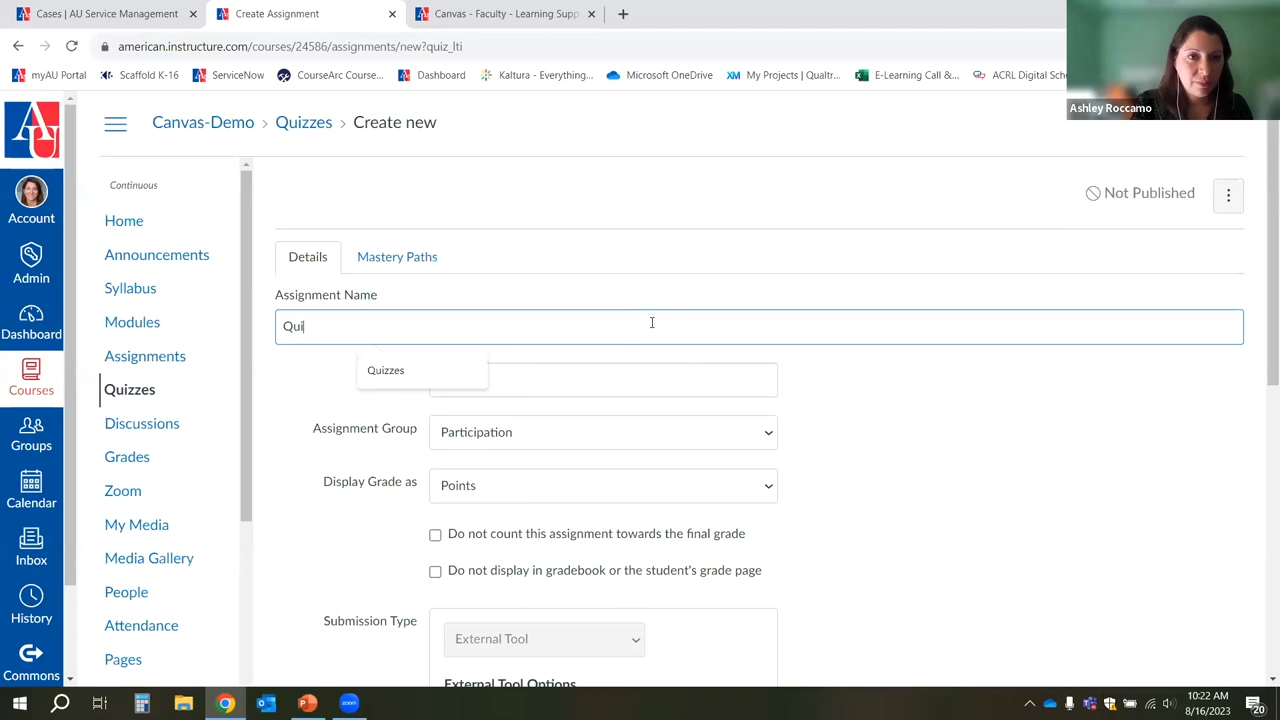 Cases | AU Service Management
Create Assignment
Canvas - Faculty - Learning Supp
american.instructure.com/courses/24586/assignments/new?quiz_lti
myAU Portal
Scaffold K-16
ServiceNow
CourseArc Course...
Dashboard
Kaltura - Everything...
Microsoft OneDrive
XM My Projects | Qualtr...
E-Learning Call &...
ACRL Digital Sch
Ashley Roccamo
AU
Account
Admin
Dashboard
Courses
Groups
Calendar
Inbox
History
Commons
Canvas-Demo > Quizzes > Create new
Continuous
Home
Announcements
Syllabus
Modules
Assignments
Quizzes
Discussions
Grades
Zoom
My Media
Media Gallery
People
Attendance
Pages
Not Published
Details
Mastery Paths
Assignment Name
Qui
Quizzes
Assignment Group
Participation
Display Grade as
Points
Do not count this assignment towards the final grade
Do not display in gradebook or the student's grade page
Submission Type
External Tool
External Tool Options
zoom
10:22 AM
8/16/2023
20